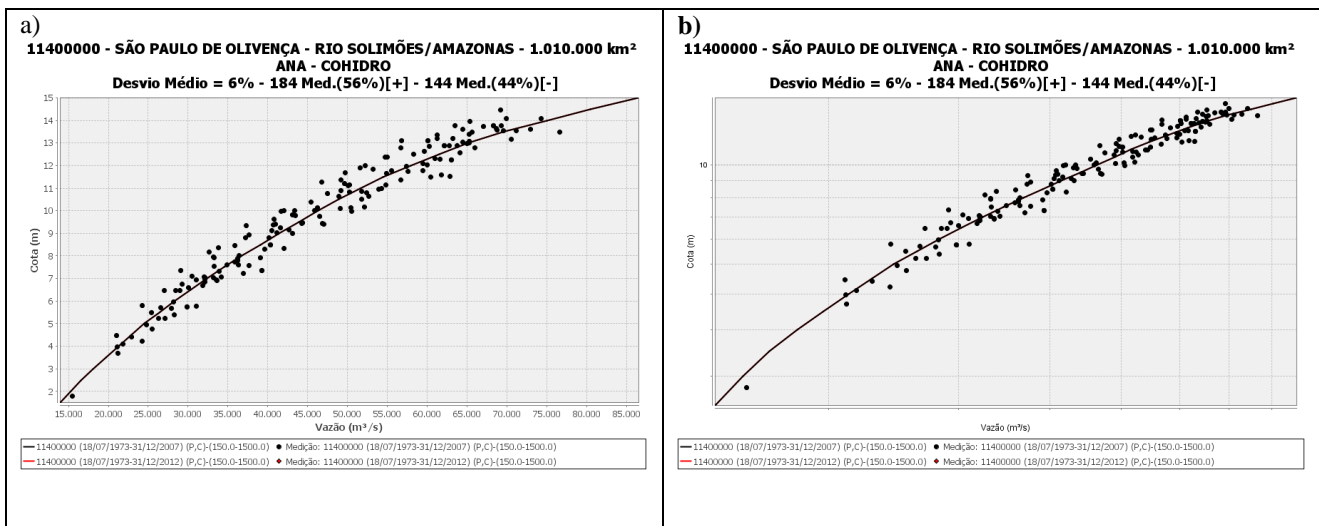 a)
11400000 - SÃO PAULO DE OLIVENÇA - RIO SOLIMÕES/AMAZONAS - 1.010.000 km²
ANA - COHIDRO
Desvio Médio = 6% - 184 Med.(56%)[+] - 144 Med.(44%)[-]
15
14
13
12
11
10
9
8
7
6
5
4
3
2
Cota (m)
15.000 20.000 25.000 30.000 35.000 40.000 45.000 50.000 55.000 60.000 65.000 70.000 75.000 80.000 85.000
Vazão (m³/s)
11400000 (18/07/1973-31/12/2007) (P,C)-(150.0-1500.0) Medição: 11400000 (18/07/1973-31/12/2007) (P,C)-(150.0-1500.0)
11400000 (18/07/1973-31/12/2012) (P,C)-(150.0-1500.0) Medição: 11400000 (18/07/1973-31/12/2012) (P,C)-(150.0-1500.0)
b)
11400000 - SÃO PAULO DE OLIVENÇA - RIO SOLIMÕES/AMAZONAS - 1.010.000 km²
ANA - COHIDRO
Desvio Médio = 6% - 184 Med.(56%)[+] - 144 Med.(44%)[-]
10
Cota (m)
Vazão (m³/s)
11400000 (18/07/1973-31/12/2007) (P,C)-(150.0-1500.0) Medição: 11400000 (18/07/1973-31/12/2007) (P,C)-(150.0-1500.0)
11400000 (18/07/1973-31/12/2012) (P,C)-(150.0-1500.0) Medição: 11400000 (18/07/1973-31/12/2012) (P,C)-(150.0-1500.0)